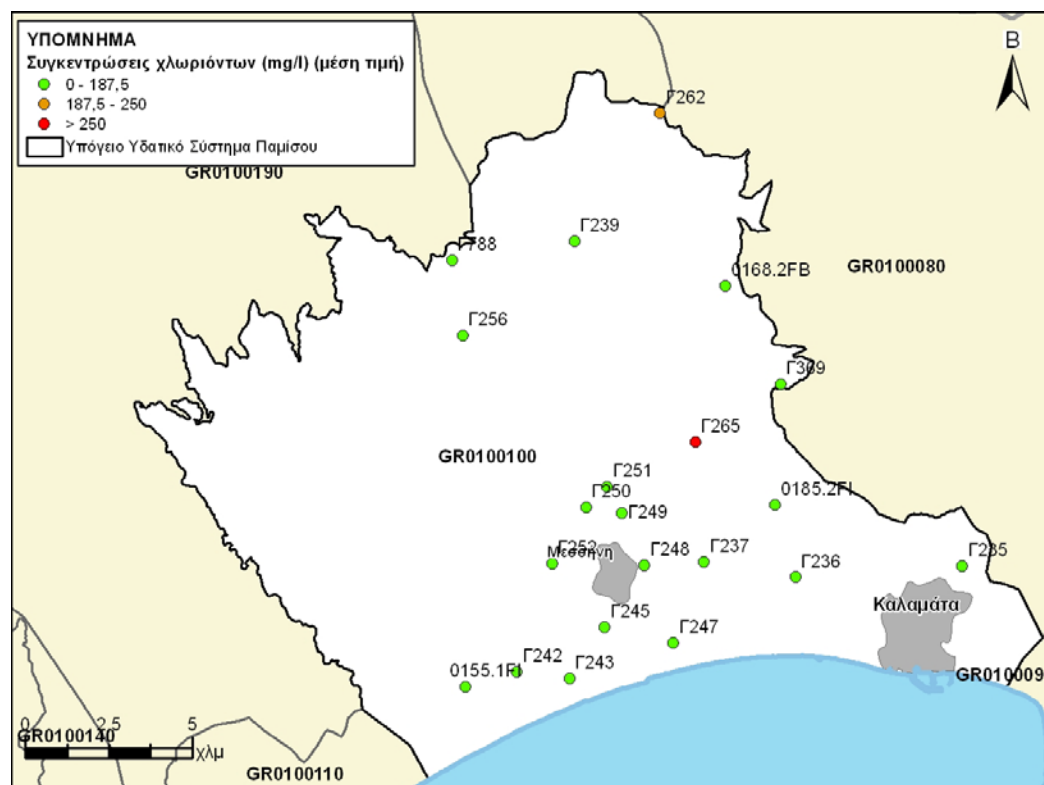 ΥΠΟΜΝΗΜΑ
Συγκεντρώσεις χλωριόντων (mg/l) (μέση τιμή)
0 - 187,5
187,5 - 250
> 250
Υπόγειο Υδατικό Σύστημα Παμίσου
Β
GR0100190
Γ262
Γ239
Γ788
0168.2FB
GR0100080
Γ256
Γ369
Γ265
GR0100100
Γ251
Γ250
Γ249
0185.2FI
Γ252
Μεσσήνη
Γ248
Γ237
Γ236
Γ235
Καλαμάτα
Γ245
Γ247
0155.1FI
Γ242
Γ243
GR010009
0 2,5 5
χλμ
GR0100140
GR0100110